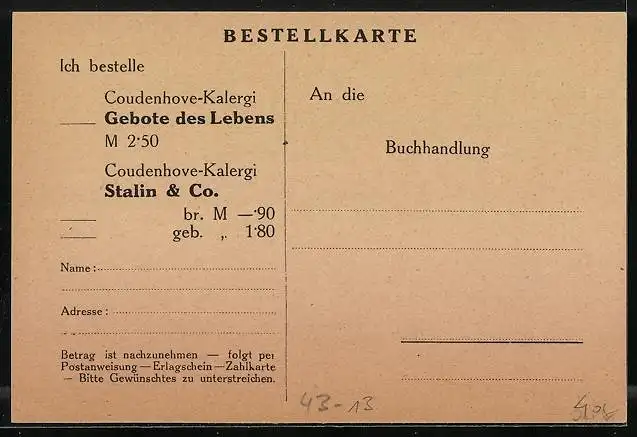 BESTELLKARTE
Ich bestelle
Coudenhove-Kalergi
Gebote des Lebens
M 2·50
Coudenhove-Kalergi
Stalin & Co.
br. M —·90
geb. „ 1·80
Name :
Adresse :
Betrag ist nachzunehmen — folgt per
Postanweisung — Erlagschein — Zahlkarte
— Bitte Gewünschtes zu unterstreichen.
An die
Buchhandlung
43-13